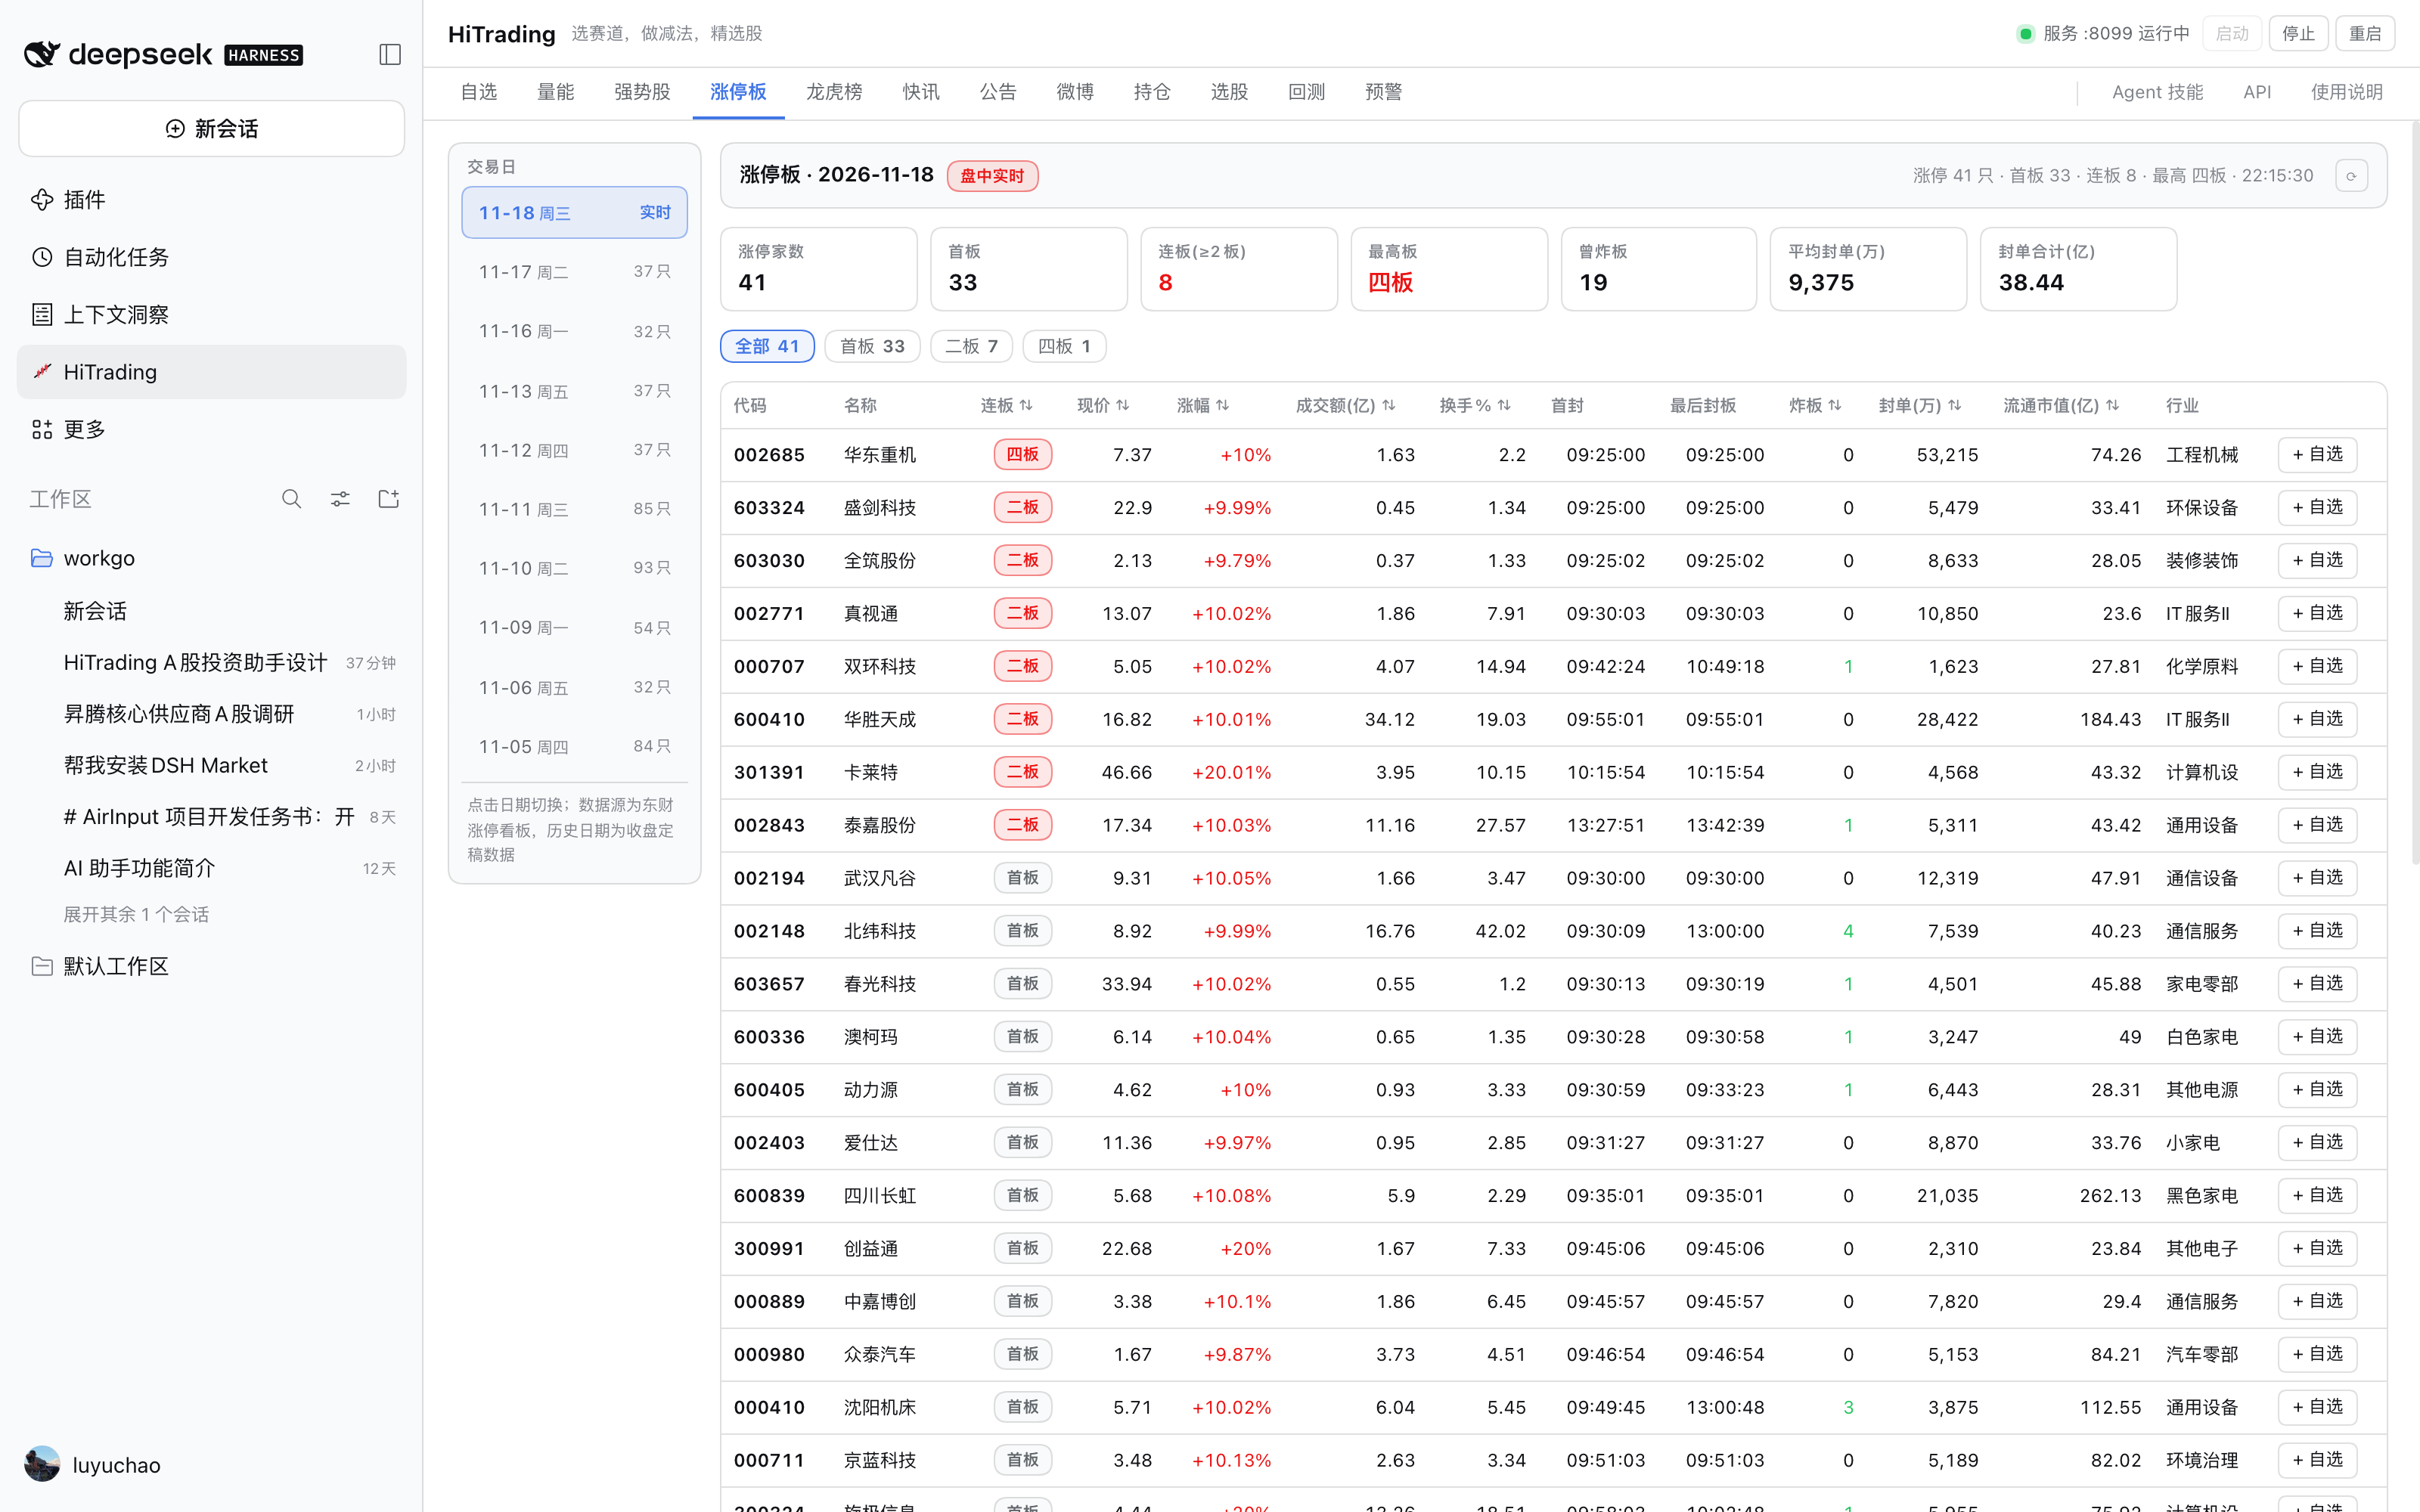 deepseek HARNESS
新会话
插件
自动化任务
上下文洞察
HiTrading
更多
工作区
workgo
新会话
HiTrading A股投资助手设计 37分钟
昇腾核心供应商A股调研 1小时
帮我安装DSH Market 2小时
# AirInput 项目开发任务书：开 8天
AI 助手功能简介 12天
展开其余 1 个会话
默认工作区
luyuchao
HiTrading 选赛道，做减法，精选股
服务 :8099 运行中 启动 停止 重启
自选 量能 强势股 涨停板 龙虎榜 快讯 公告 微博 持仓 选股 回测 预警 Agent 技能 API 使用说明
交易日
11-18 周三 实时
11-17 周二 37只
11-16 周一 32只
11-13 周五 37只
11-12 周四 37只
11-11 周三 85只
11-10 周二 93只
11-09 周一 54只
11-06 周五 32只
11-05 周四 84只
点击日期切换；数据源为东财
涨停看板，历史日期为收盘定
稿数据
涨停板 · 2026-11-18 盘中实时 涨停 41 只 · 首板 33 · 连板 8 · 最高 四板 · 22:15:30
涨停家数 首板 连板(≥2板) 最高板 曾炸板 平均封单(万) 封单合计(亿)
41 33 8 四板 19 9,375 38.44
全部 41 首板 33 二板 7 四板 1
代码 名称 连板 现价 涨幅 成交额(亿) 换手% 首封 最后封板 炸板 封单(万) 流通市值(亿) 行业
002685 华东重机 四板 7.37 +10% 1.63 2.2 09:25:00 09:25:00 0 53,215 74.26 工程机械 + 自选
603324 盛剑科技 二板 22.9 +9.99% 0.45 1.34 09:25:00 09:25:00 0 5,479 33.41 环保设备 + 自选
603030 全筑股份 二板 2.13 +9.79% 0.37 1.33 09:25:02 09:25:02 0 8,633 28.05 装修装饰 + 自选
002771 真视通 二板 13.07 +10.02% 1.86 7.91 09:30:03 09:30:03 0 10,850 23.6 IT服务Ⅱ + 自选
000707 双环科技 二板 5.05 +10.02% 4.07 14.94 09:42:24 10:49:18 1 1,623 27.81 化学原料 + 自选
600410 华胜天成 二板 16.82 +10.01% 34.12 19.03 09:55:01 09:55:01 0 28,422 184.43 IT服务Ⅱ + 自选
301391 卡莱特 二板 46.66 +20.01% 3.95 10.15 10:15:54 10:15:54 0 4,568 43.32 计算机设 + 自选
002843 泰嘉股份 二板 17.34 +10.03% 11.16 27.57 13:27:51 13:42:39 1 5,311 43.42 通用设备 + 自选
002194 武汉凡谷 首板 9.31 +10.05% 1.66 3.47 09:30:00 09:30:00 0 12,319 47.91 通信设备 + 自选
002148 北纬科技 首板 8.92 +9.99% 16.76 42.02 09:30:09 13:00:00 4 7,539 40.23 通信服务 + 自选
603657 春光科技 首板 33.94 +10.02% 0.55 1.2 09:30:13 09:30:19 1 4,501 45.88 家电零部 + 自选
600336 澳柯玛 首板 6.14 +10.04% 0.65 1.35 09:30:28 09:30:58 1 3,247 49 白色家电 + 自选
600405 动力源 首板 4.62 +10% 0.93 3.33 09:30:59 09:33:23 1 6,443 28.31 其他电源 + 自选
002403 爱仕达 首板 11.36 +9.97% 0.95 2.85 09:31:27 09:31:27 0 8,870 33.76 小家电 + 自选
600839 四川长虹 首板 5.68 +10.08% 5.9 2.29 09:35:01 09:35:01 0 21,035 262.13 黑色家电 + 自选
300991 创益通 首板 22.68 +20% 1.67 7.33 09:45:06 09:45:06 0 2,310 23.84 其他电子 + 自选
000889 中嘉博创 首板 3.38 +10.1% 1.86 6.45 09:45:57 09:45:57 0 7,820 29.4 通信服务 + 自选
000980 众泰汽车 首板 1.67 +9.87% 3.73 4.51 09:46:54 09:46:54 0 5,153 84.21 汽车零部 + 自选
000410 沈阳机床 首板 5.71 +10.02% 6.04 5.45 09:49:45 13:00:48 3 3,875 112.55 通用设备 + 自选
000711 京蓝科技 首板 3.48 +10.13% 2.63 3.34 09:51:03 09:51:03 0 5,189 82.02 环境治理 + 自选